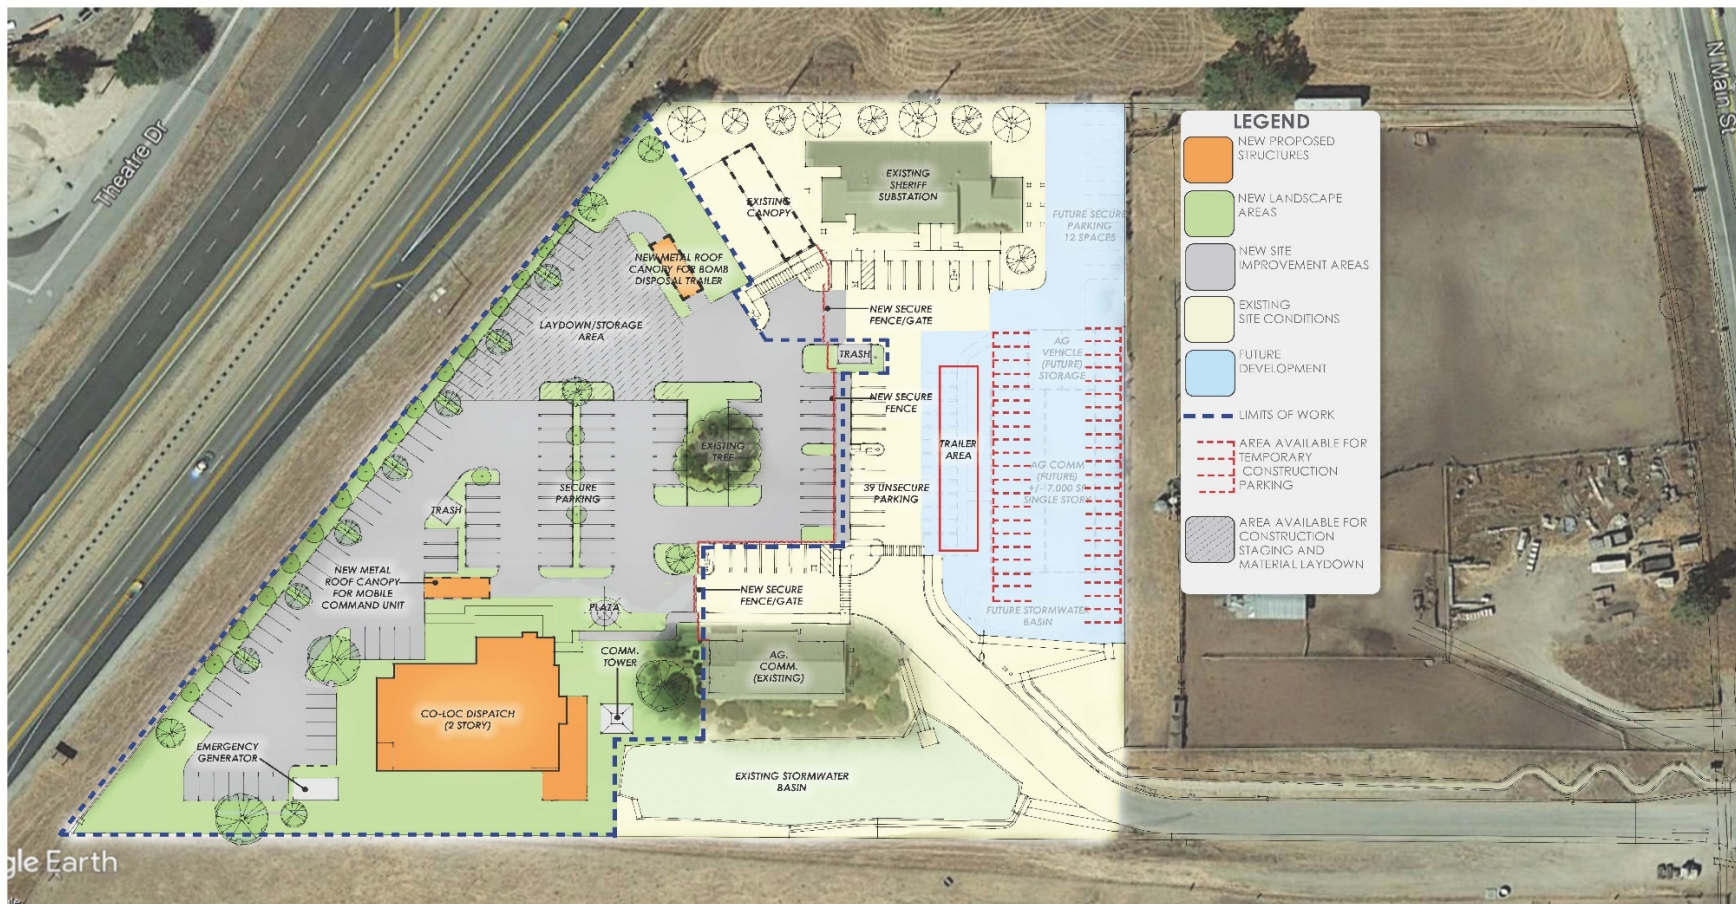 Theatre Dr
N Main St
EXISTING
SHERIFF
SUBSTATION
EXISTING
CANOPY
FUTURE SECURE
PARKING
12 SPACES
NEW METAL ROOF
CANOPY FOR BOMB
DISPOSAL TRAILER
NEW SECURE
FENCE/GATE
LAYDOWN/STORAGE
AREA
TRASH
AG
VEHICLE
(FUTURE)
STORAGE
NEW SECURE
FENCE
EXISTING
TREE
TRAILER
AREA
AG COMM
(FUTURE)
+/- 7,000 SF
SINGLE STORY
SECURE
PARKING
39 UNSECURE
PARKING
TRASH
NEW METAL
ROOF CANOPY
FOR MOBILE
COMMAND UNIT
PLAZA
NEW SECURE
FENCE/GATE
FUTURE STORMWATER
BASIN
COMM.
TOWER
AG.
COMM.
(EXISTING)
CO-LOC DISPATCH
(2 STORY)
EMERGENCY
GENERATOR
EXISTING STORMWATER
BASIN
LEGEND
NEW PROPOSED
STRUCTURES
NEW LANDSCAPE
AREAS
NEW SITE
IMPROVEMENT AREAS
EXISTING
SITE CONDITIONS
FUTURE
DEVELOPMENT
LIMITS OF WORK
AREA AVAILABLE FOR
TEMPORARY
CONSTRUCTION
PARKING
AREA AVAILABLE FOR
CONSTRUCTION
STAGING AND
MATERIAL LAYDOWN
gle Earth